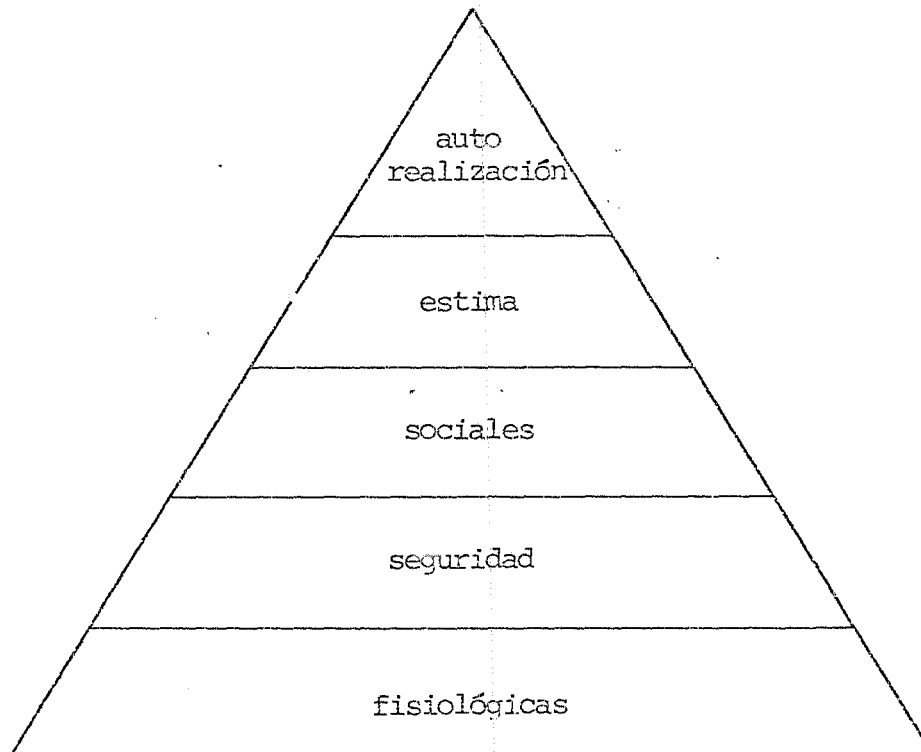 auto
realización
estima
sociales
seguridad
fisiológicas